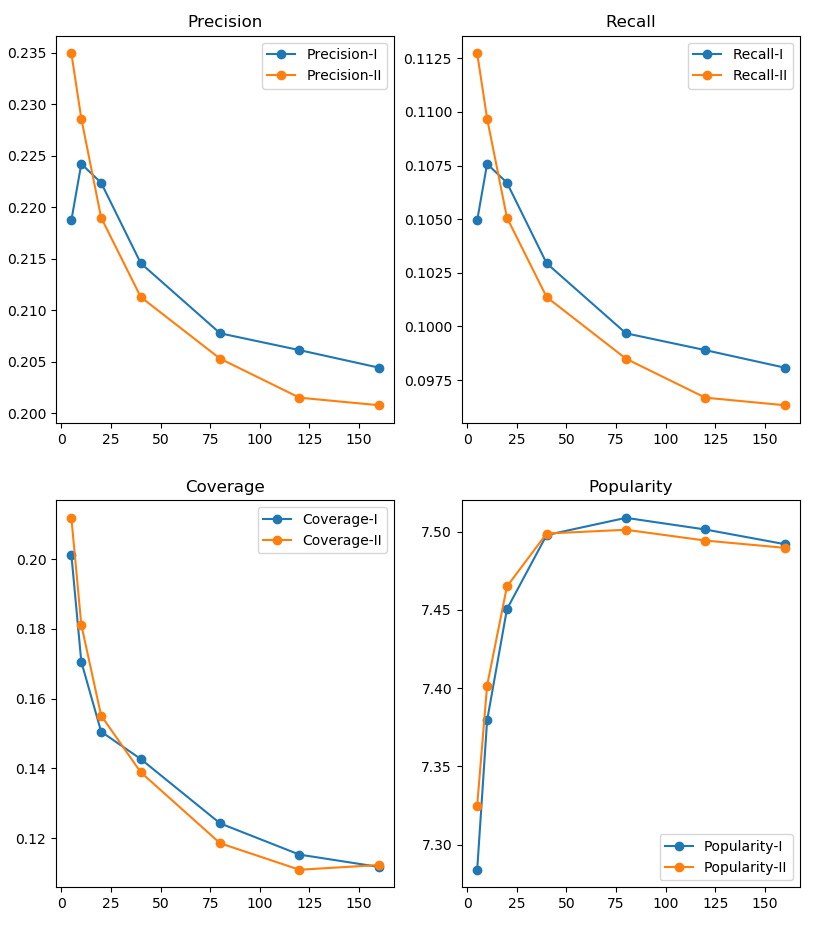 Precision
0.235
0.230
0.225
0.220
0.215
0.210
0.205
0.200
0 25 50 75 100 125 150
Precision-I
Precision-II
Recall
0.1125
0.1100
0.1075
0.1050
0.1025
0.1000
0.0975
0 25 50 75 100 125 150
Recall-I
Recall-II
Coverage
0.20
0.18
0.16
0.14
0.12
0 25 50 75 100 125 150
Coverage-I
Coverage-II
Popularity
7.50
7.45
7.40
7.35
7.30
0 25 50 75 100 125 150
Popularity-I
Popularity-II